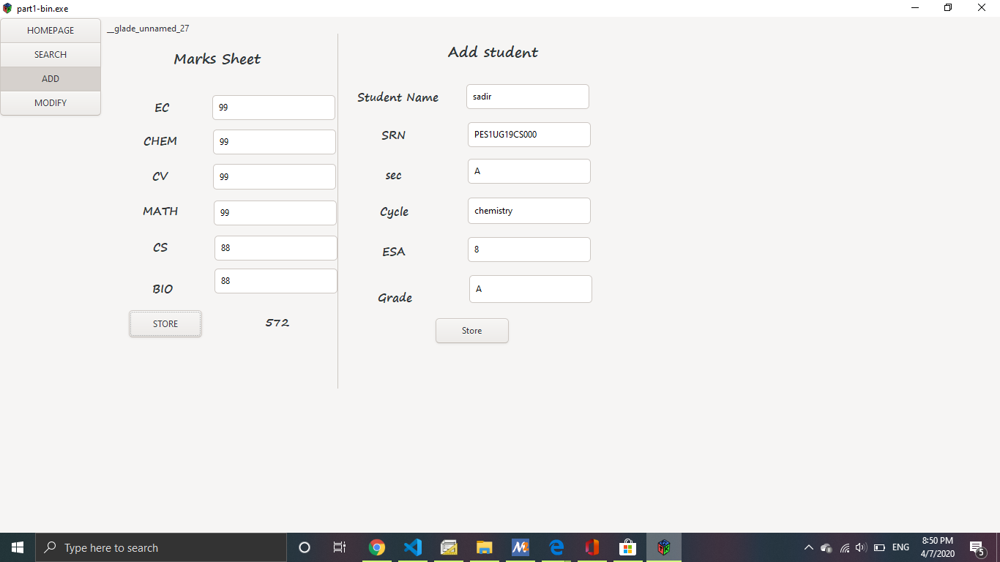 part1-bin.exe
HOMEPAGE
SEARCH
ADD
MODIFY
__glade_unnamed_27
Marks Sheet
EC 99
CHEM 99
CV 99
MATH 99
CS 88
BIO 88
STORE 572
Add student
Student Name sadir
SRN PES1UG19CS000
sec A
Cycle chemistry
ESA 8
Grade A
Store
Type here to search
ENG
8:50 PM
4/7/2020
5